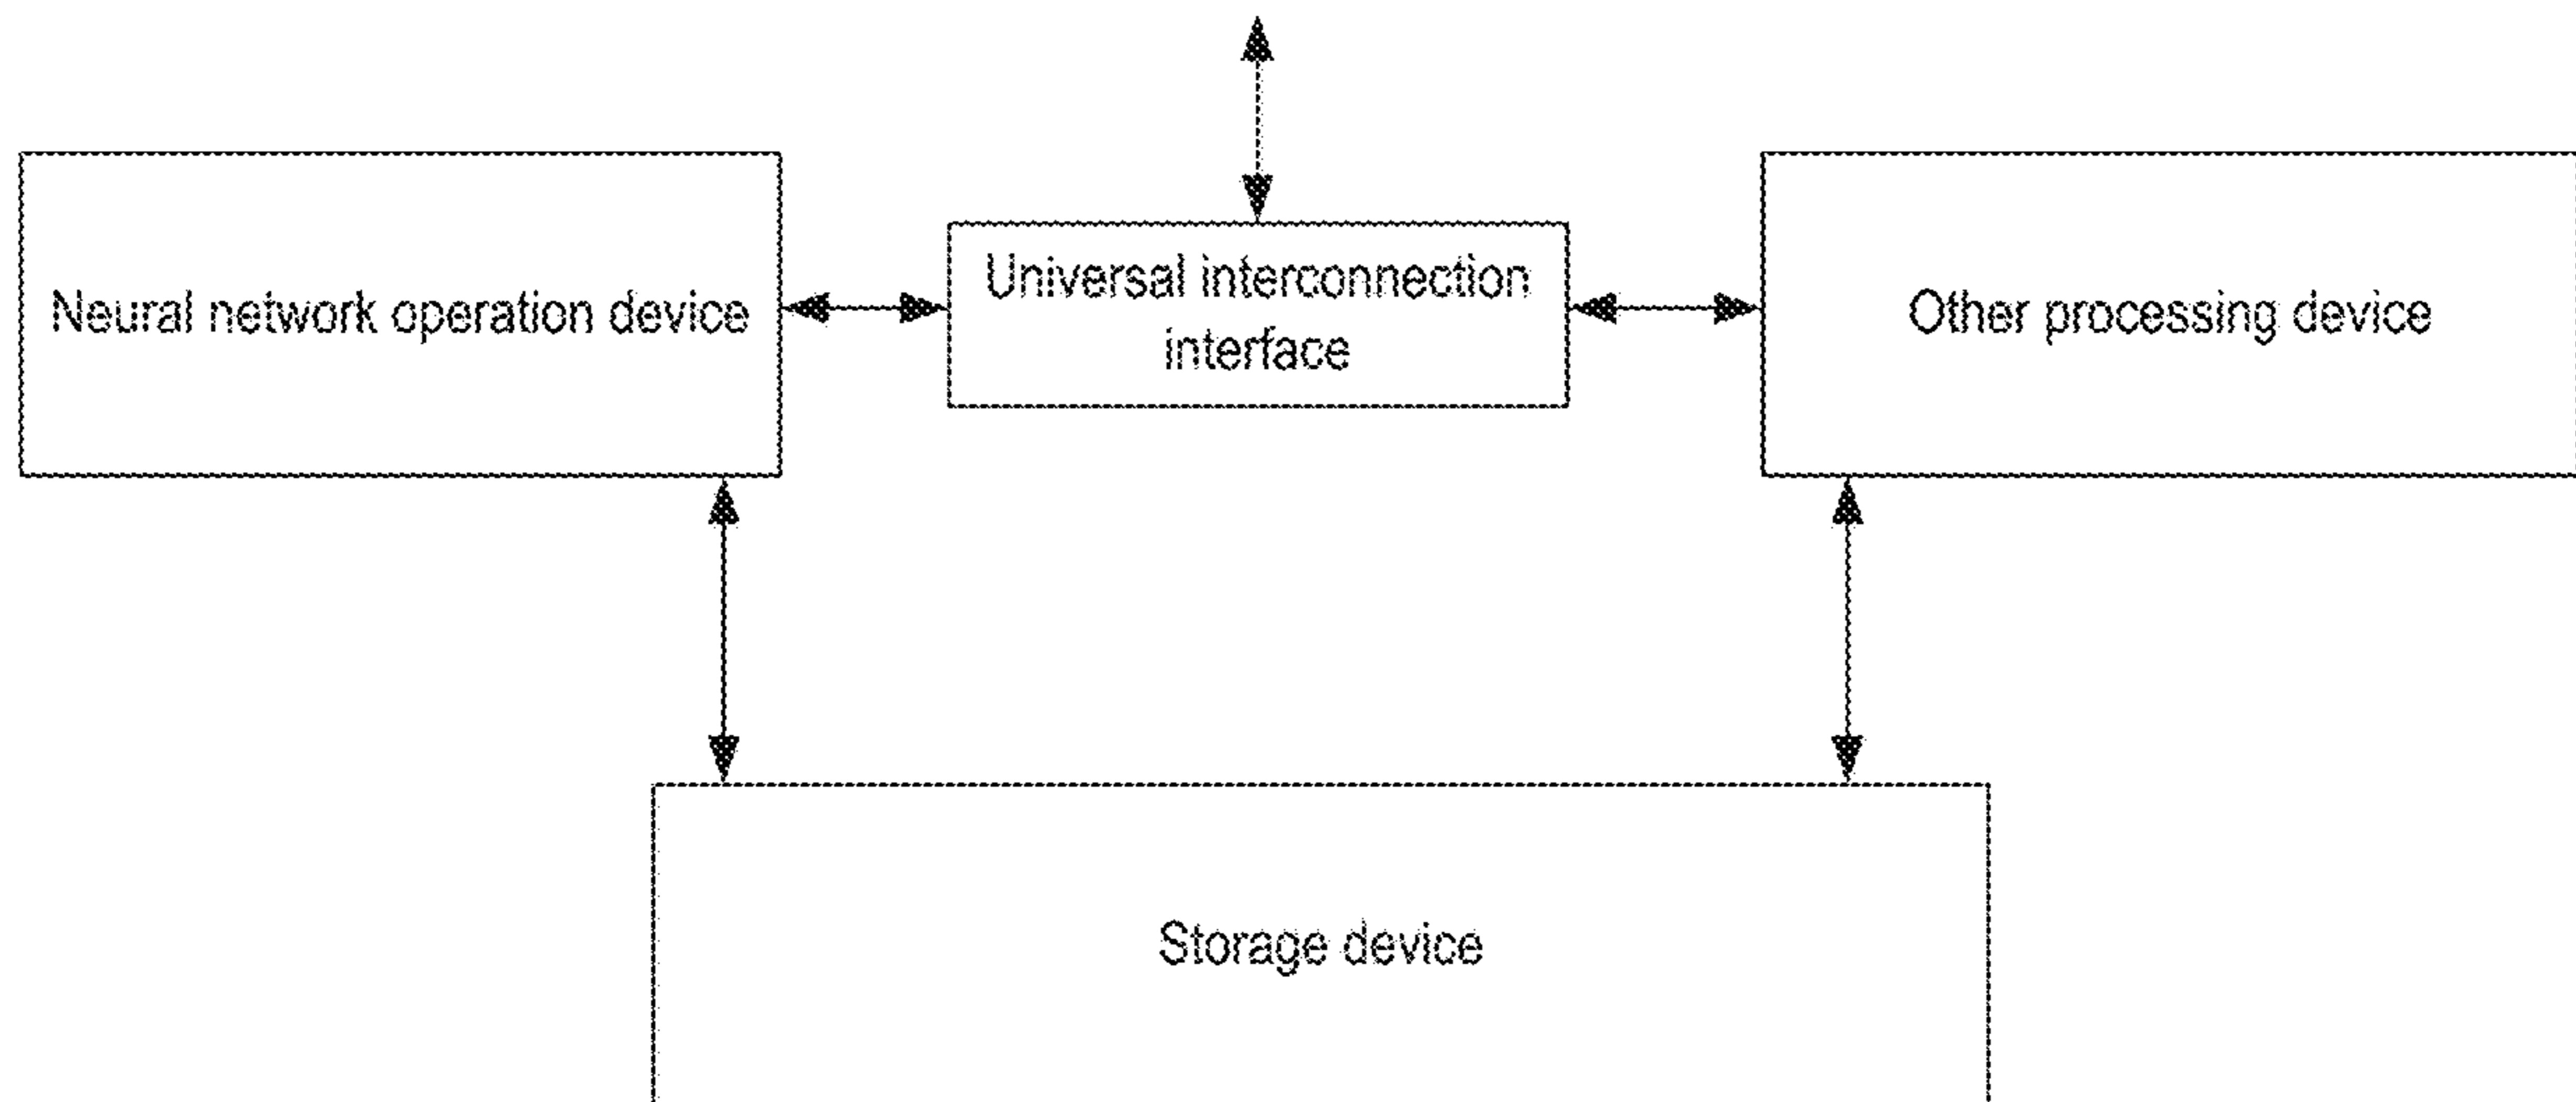 Neural network operation device
Universal interconnection
interface
Other processing device
Storage device